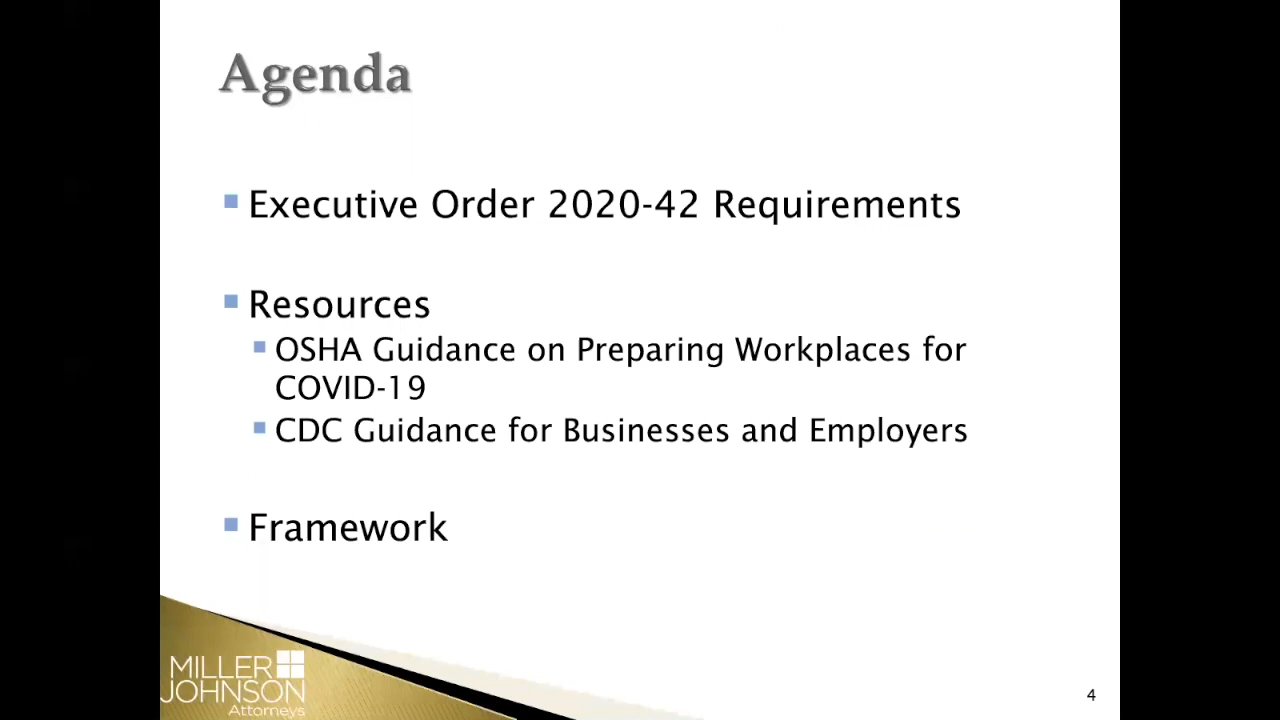 Agenda
Executive Order 2020-42 Requirements
Resources
OSHA Guidance on Preparing Workplaces for
COVID-19
CDC Guidance for Businesses and Employers
Framework
MILLER
JOHNSON
Attorneys
4